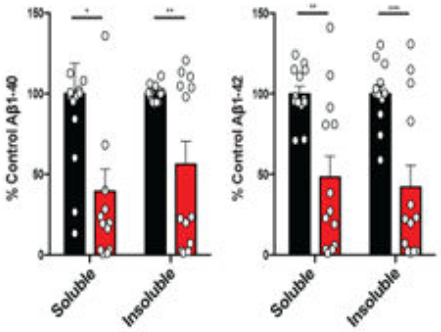 % Control Aβ1-40
150
100
50
0
*
**
Soluble
Insoluble
% Control Aβ1-42
150
100
50
0
**
Soluble
Insoluble